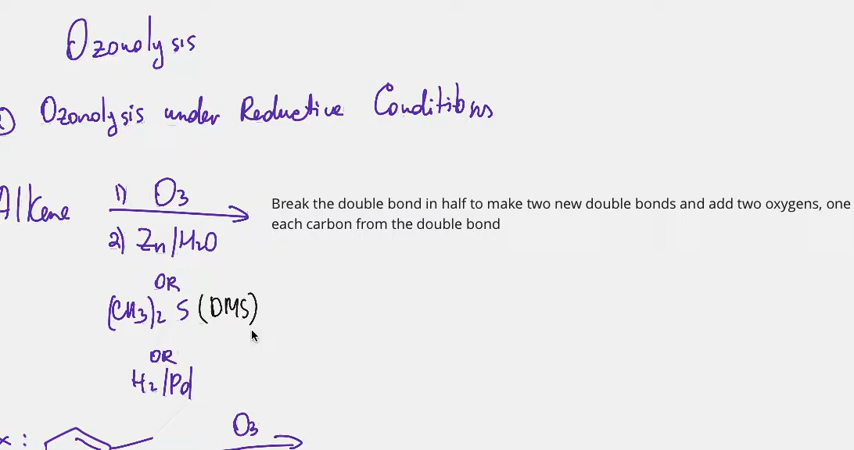 Ozonolysis
1) Ozonolysis under Reductive Conditions
Alkene 1) O3
Break the double bond in half to make two new double bonds and add two oxygens, one
each carbon from the double bond
2) Zn/H2O
OR
(CH3)2 S (DMS)
OR
H2/Pd
x: O3